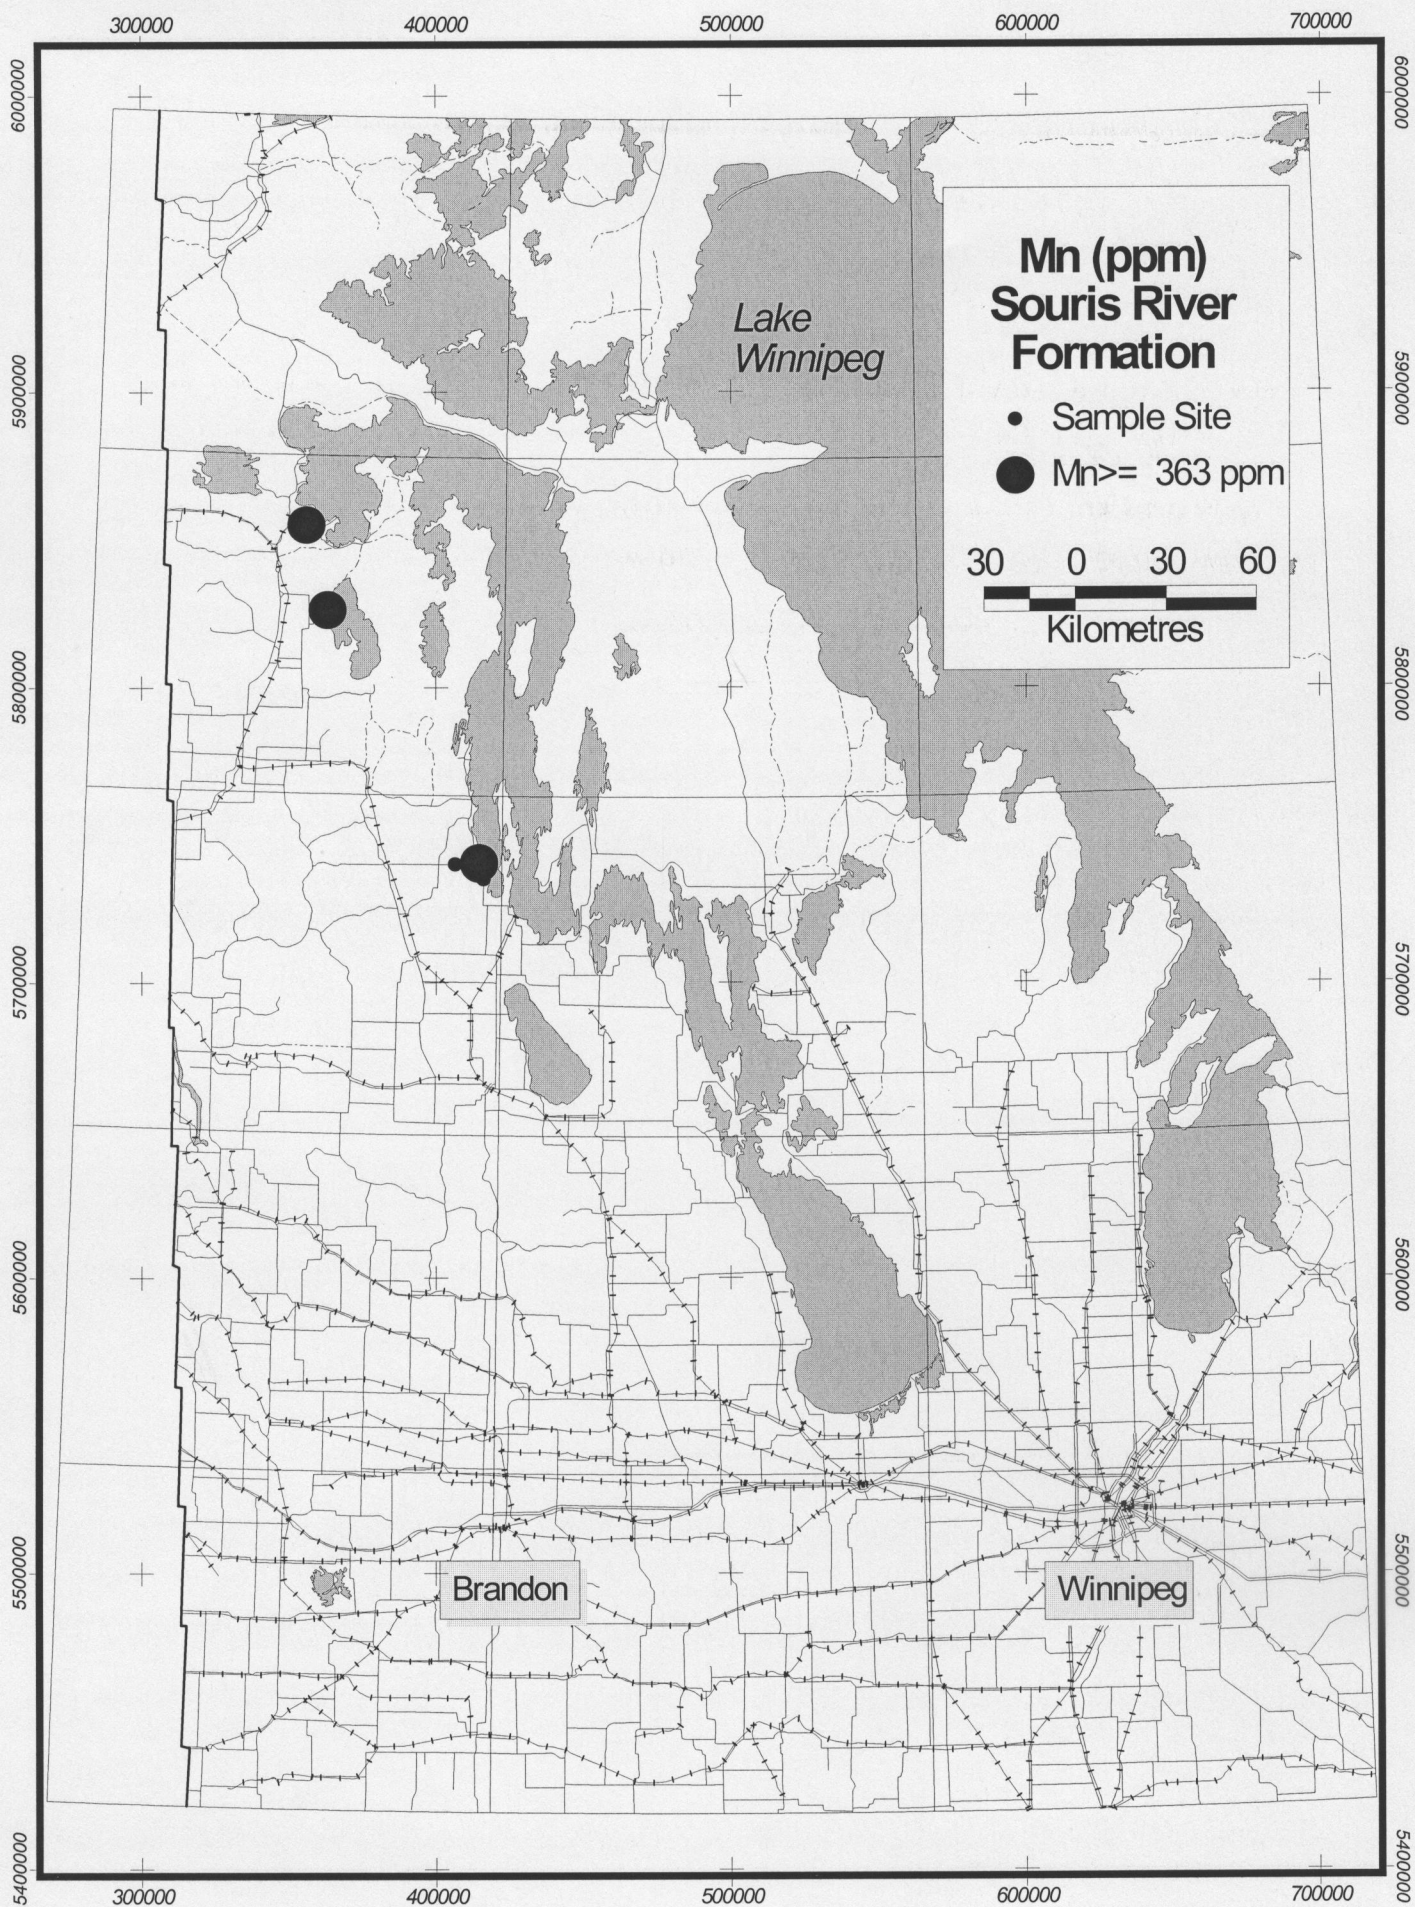 300000 400000 500000 600000 700000
6000000 6000000
Mn (ppm)
Souris River
Formation
Lake
Winnipeg
Sample Site
Mn>= 363 ppm
5900000 5900000
30 0 30 60
Kilometres
5800000 5800000
5700000 5700000
5600000 5600000
5500000 5500000
Brandon Winnipeg
5400000 5400000
300000 400000 500000 600000 700000